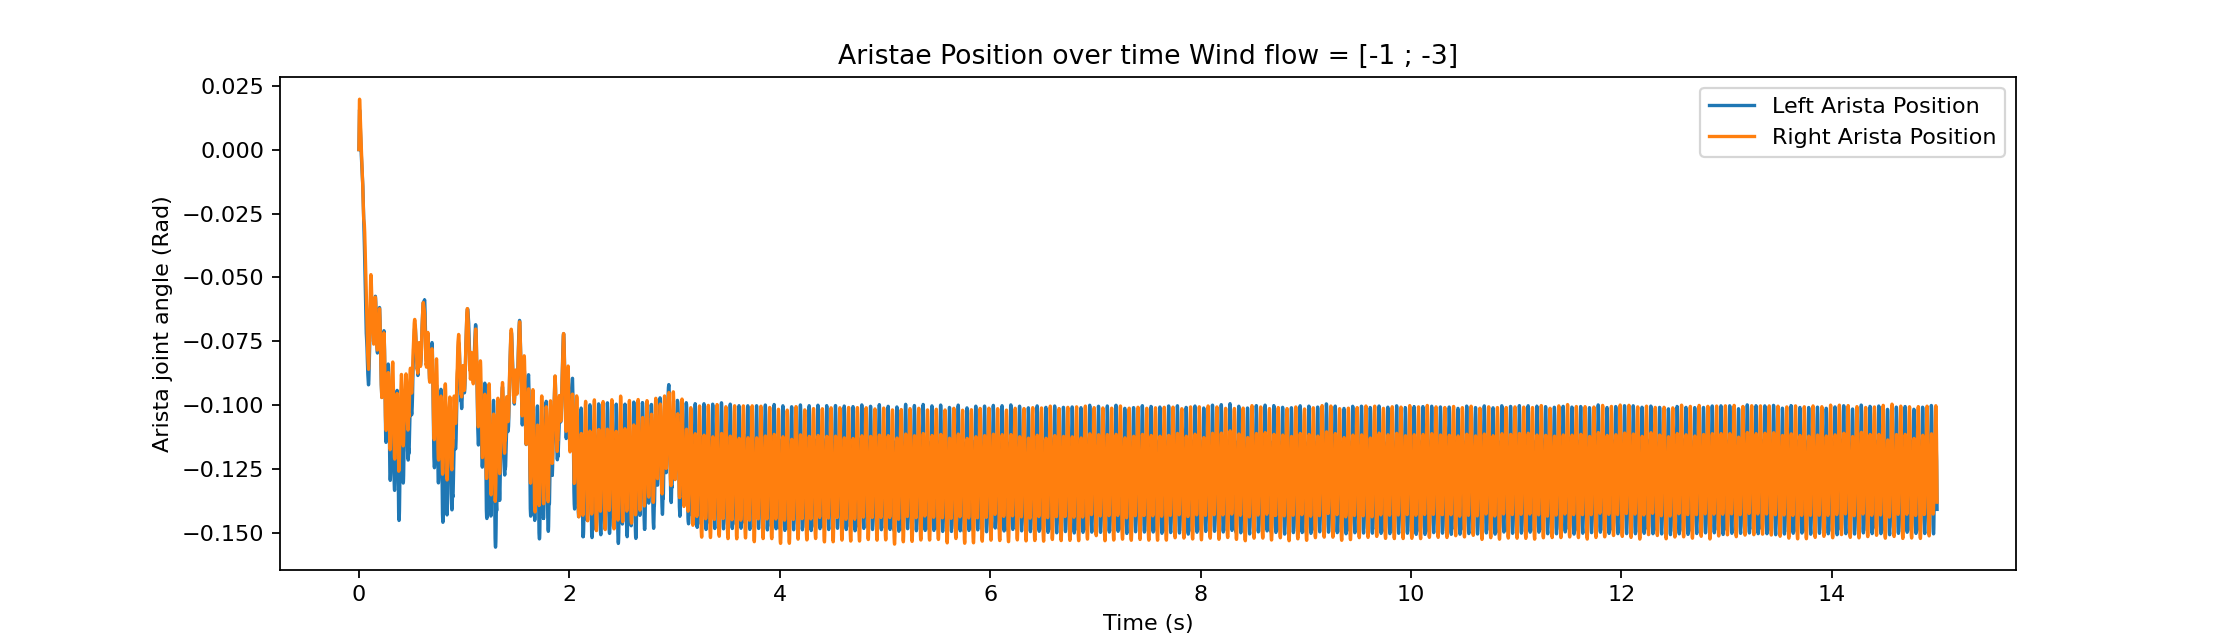 Aristae Position over time Wind flow = [-1 ; -3]
Left Arista Position
Right Arista Position
Arista joint angle (Rad)
0.025
0.000
−0.025
−0.050
−0.075
−0.100
−0.125
−0.150
0 2 4 6 8 10 12 14
Time (s)